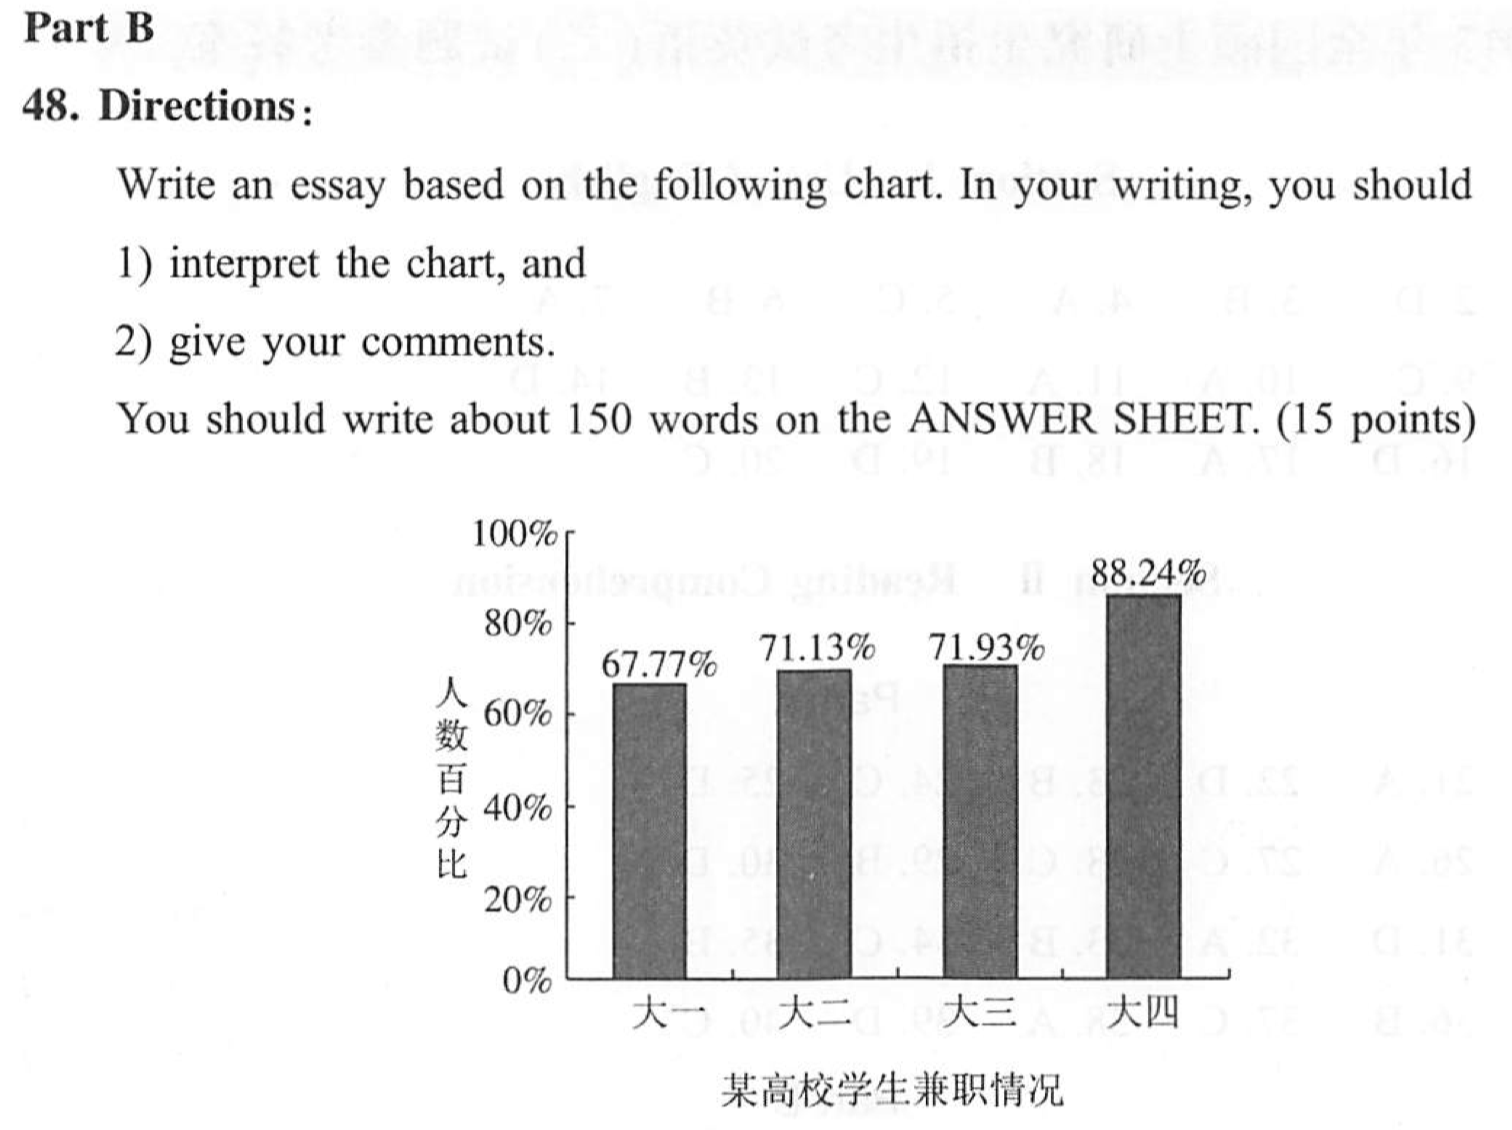 Part B
48. Directions:
Write an essay based on the following chart. In your writing, you should
1) interpret the chart, and
2) give your comments.
You should write about 150 words on the ANSWER SHEET. (15 points)
100%
80%
60%
40%
20%
0%
人数百分比
67.77%
71.13%
71.93%
88.24%
大一
大二
大三
大四
某高校学生兼职情况